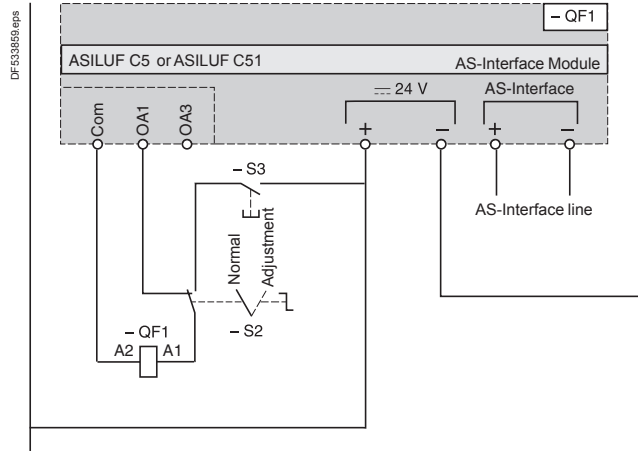 DF533859.eps
– QF1
ASILUF C5 or ASILUF C51
AS-Interface Module
24 V
AS-Interface
Com
OA1
OA3
+
–
+
–
– S3
AS-Interface line
Normal
Adjustment
– S2
– QF1
A2
A1